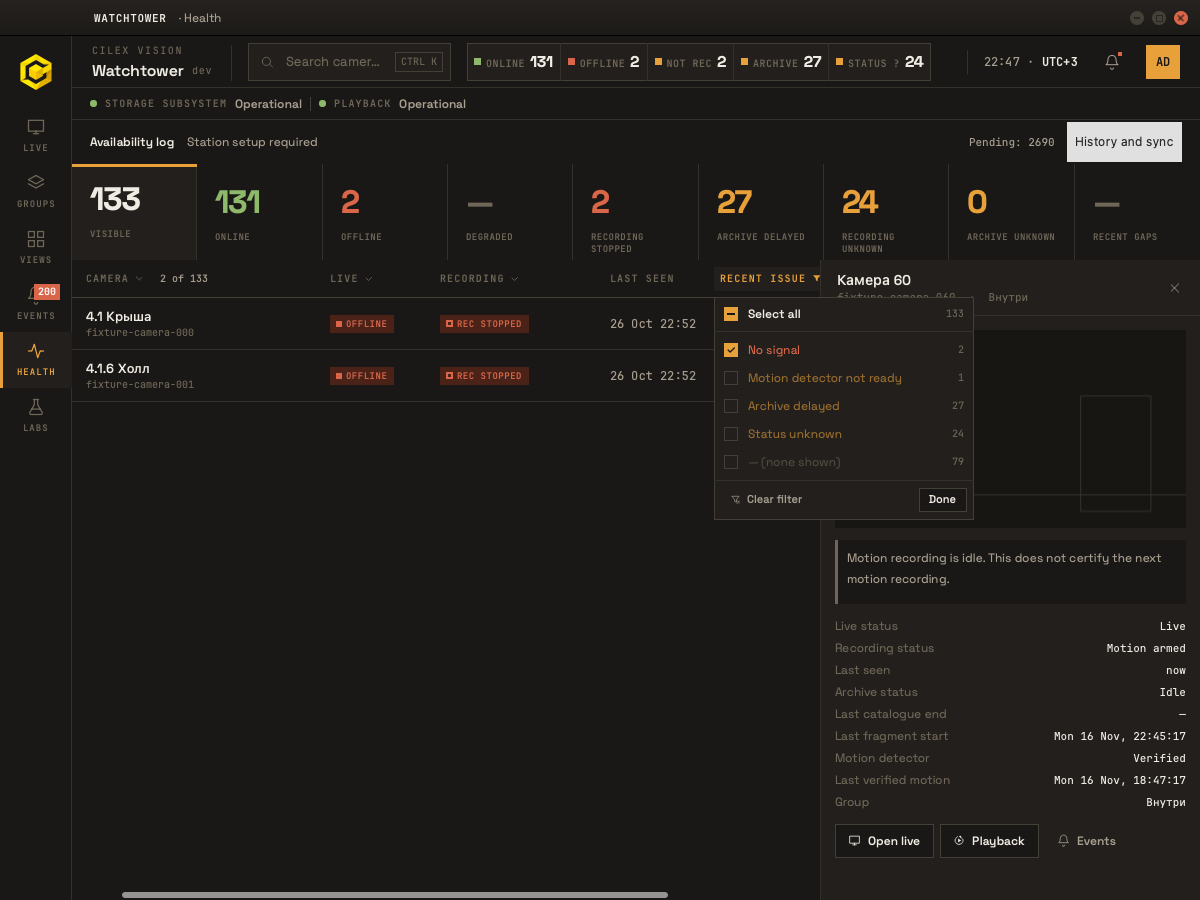 WATCHTOWER · Health
CILEX VISION
Watchtower dev
Search camer... CTRL K
ONLINE 131 OFFLINE 2 NOT REC 2 ARCHIVE 27 STATUS ? 24
22:47 · UTC+3
AD
STORAGE SUBSYSTEM Operational PLAYBACK Operational
Availability log Station setup required
Pending: 2690 History and sync
LIVE
GROUPS
VIEWS
200
EVENTS
HEALTH
LABS
133 VISIBLE
131 ONLINE
2 OFFLINE
— DEGRADED
2 RECORDING STOPPED
27 ARCHIVE DELAYED
24 RECORDING UNKNOWN
0 ARCHIVE UNKNOWN
— RECENT GAPS
CAMERA 2 of 133 LIVE RECORDING LAST SEEN RECENT ISSUE
4.1 Крыша
fixture-camera-000
OFFLINE REC STOPPED 26 Oct 22:52
4.1.6 Холл
fixture-camera-001
OFFLINE REC STOPPED 26 Oct 22:52
Select all 133
No signal 2
Motion detector not ready 1
Archive delayed 27
Status unknown 24
— (none shown) 79
Clear filter Done
Камера 60
fixture-camera-060 Внутри
Motion recording is idle. This does not certify the next
motion recording.
Live status Live
Recording status Motion armed
Last seen now
Archive status Idle
Last catalogue end —
Last fragment start Mon 16 Nov, 22:45:17
Motion detector Verified
Last verified motion Mon 16 Nov, 18:47:17
Group Внутри
Open live Playback Events